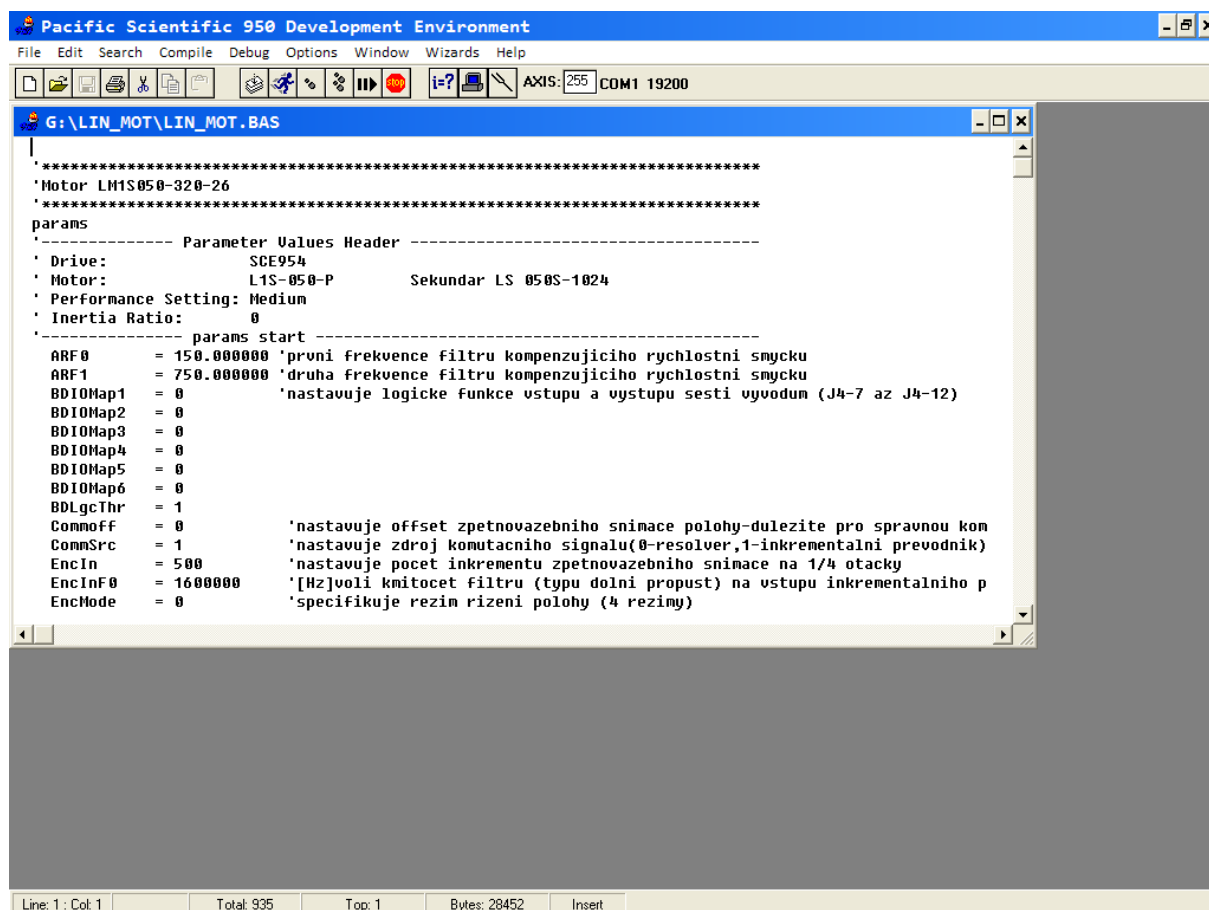 Pacific Scientific 950 Development Environment
File Edit Search Compile Debug Options Window Wizards Help
stop i=? AXIS: 255 COM1 19200
G:\LIN_MOT\LIN_MOT.BAS
'****************************************************************************
'Motor LM1S050-320-26
'****************************************************************************
params
'-------------- Parameter Values Header -------------------------------------
' Drive: SCE954
' Motor: L1S-050-P Sekundar LS 050S-1024
' Performance Setting: Medium
' Inertia Ratio: 0
'--------------- params start -----------------------------------------------
ARF0 = 150.000000 'prvni frekvence filtru kompenzujiciho rychlostni smycku
ARF1 = 750.000000 'druha frekvence filtru kompenzujiciho rychlostni smycku
BDIOMap1 = 0 'nastavuje logicke funkce vstupu a vystupu sesti vyvodum (J4-7 az J4-12)
BDIOMap2 = 0
BDIOMap3 = 0
BDIOMap4 = 0
BDIOMap5 = 0
BDIOMap6 = 0
BDLgcThr = 1
Commoff = 0 'nastavuje offset zpetnovazebniho snimace polohy-dulezite pro spravnou kom
CommSrc = 1 'nastavuje zdroj komutacniho signalu(0-resolver,1-inkrementalni prevodnik)
EncIn = 500 'nastavuje pocet inkrementu zpetnovazebniho snimace na 1/4 otacky
EncInF0 = 1600000 '[Hz]voli kmitocet filtru (typu dolni propust) na vstupu inkrementalniho p
EncMode = 0 'specifikuje rezim rizeni polohy (4 rezimy)
Line: 1 : Col: 1 Total: 935 Top: 1 Bytes: 28452 Insert